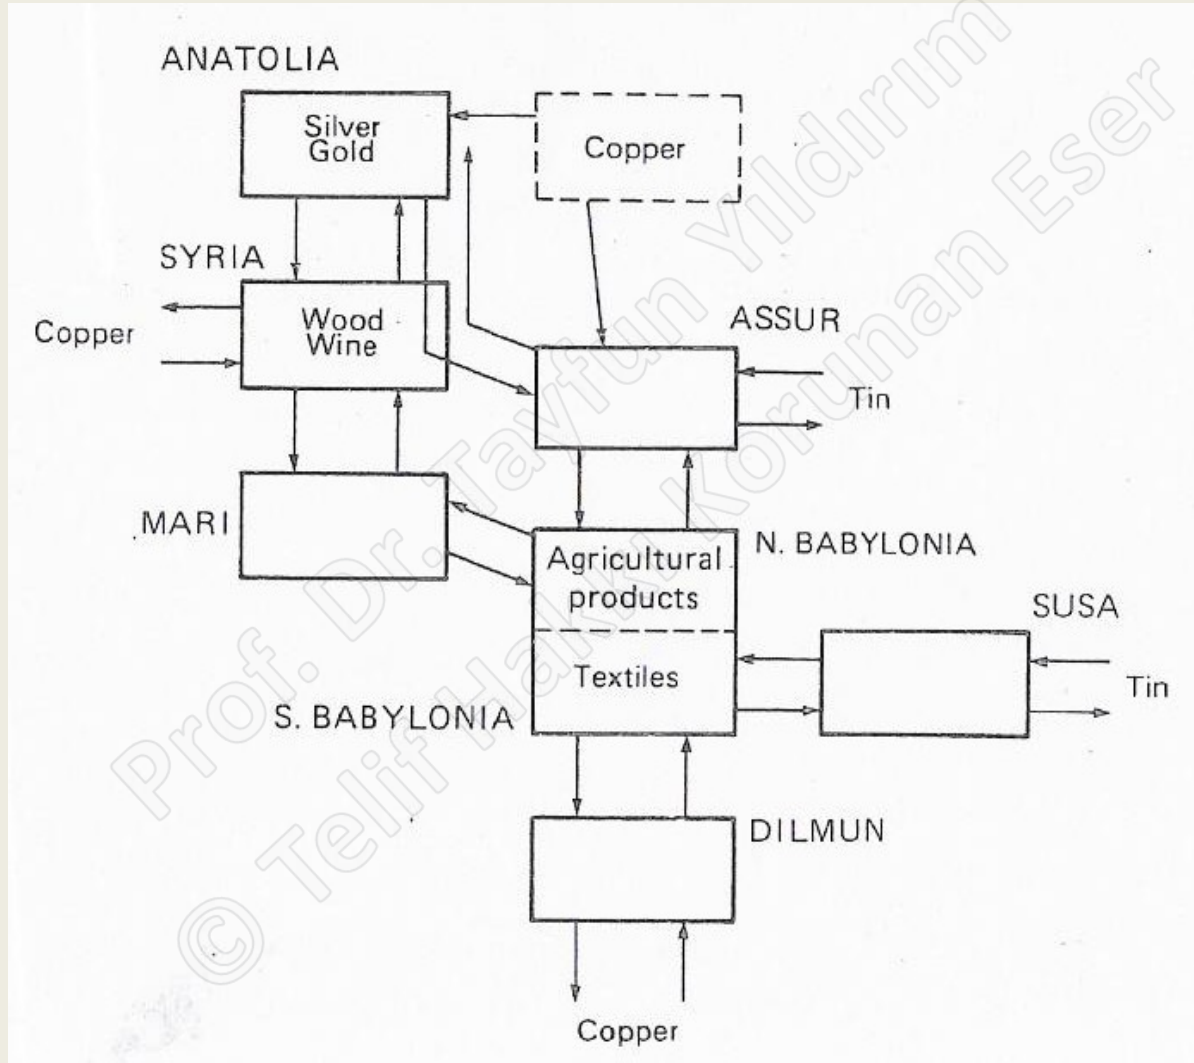 ANATOLIA
Silver
Gold
Copper
SYRIA
Wood
Wine
Copper
ASSUR
Tin
MARI
Agricultural
products
N. BABYLONIA
SUSA
Textiles
Tin
S. BABYLONIA
DILMUN
Copper
Prof. Dr. Tayfun Yıldırım
© Telif Hakkı Korunan Eser